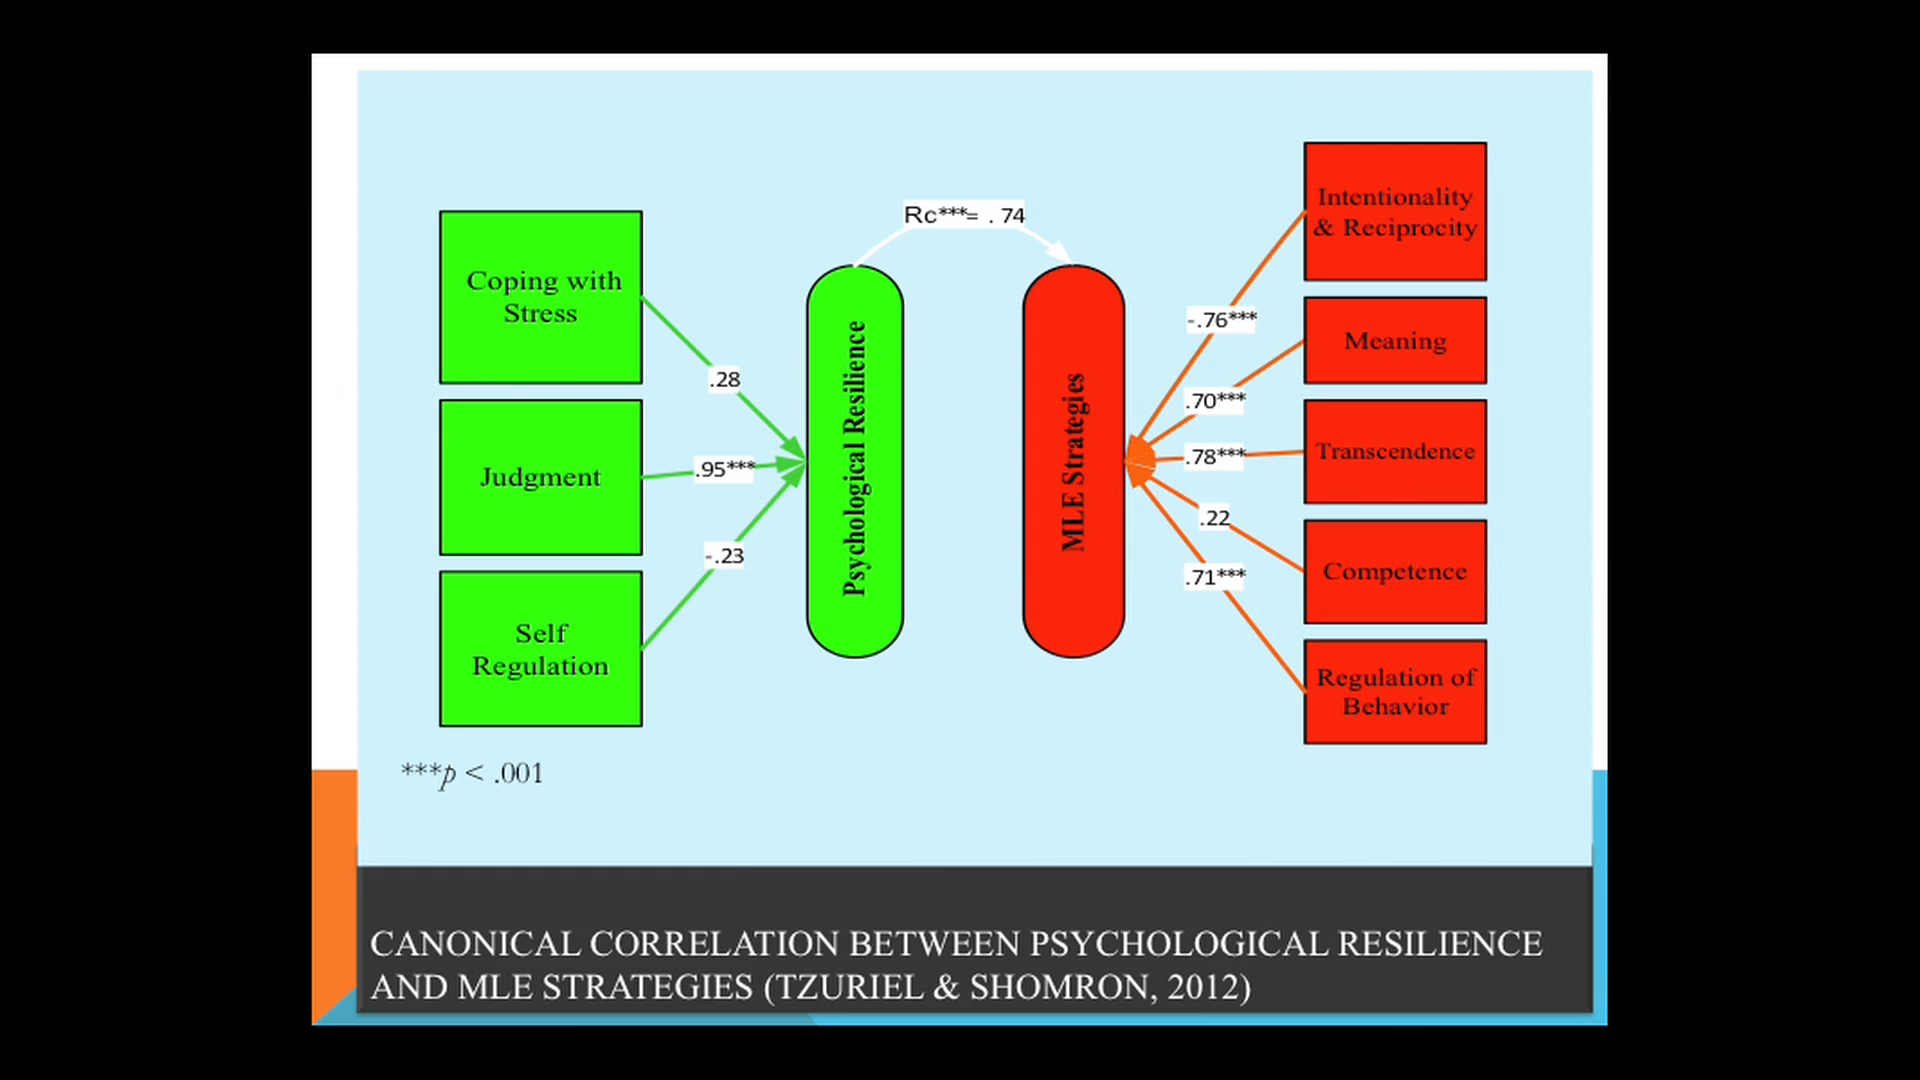 Coping with
Stress
Judgment
Self
Regulation
.28
.95***
-.23
Psychological Resilience
Rc***= . 74
MLE Strategies
-.76***
.70***
.78***
.22
.71***
Intentionality
& Reciprocity
Meaning
Transcendence
Competence
Regulation of
Behavior
***p < .001
CANONICAL CORRELATION BETWEEN PSYCHOLOGICAL RESILIENCE
AND MLE STRATEGIES (TZURIEL & SHOMRON, 2012)